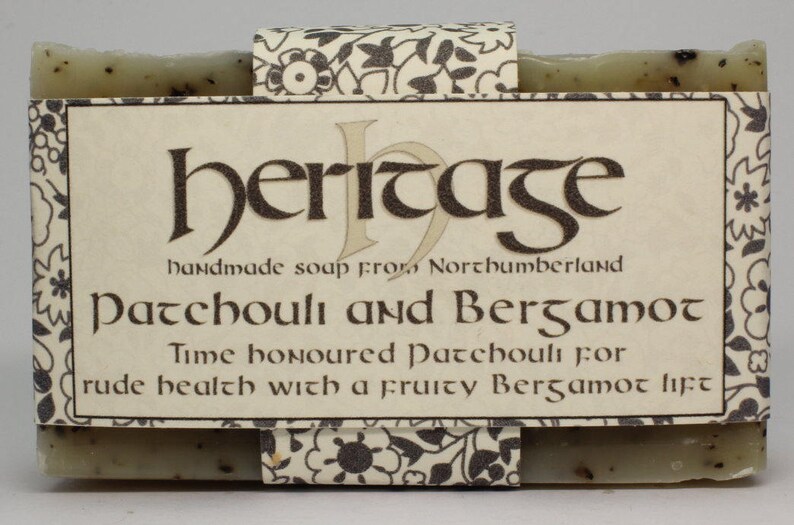 heritage
handmade soap from Northumberland
Patchouli and Bergamot
Time honoured Patchouli for
rude health with a fruity Bergamot lift